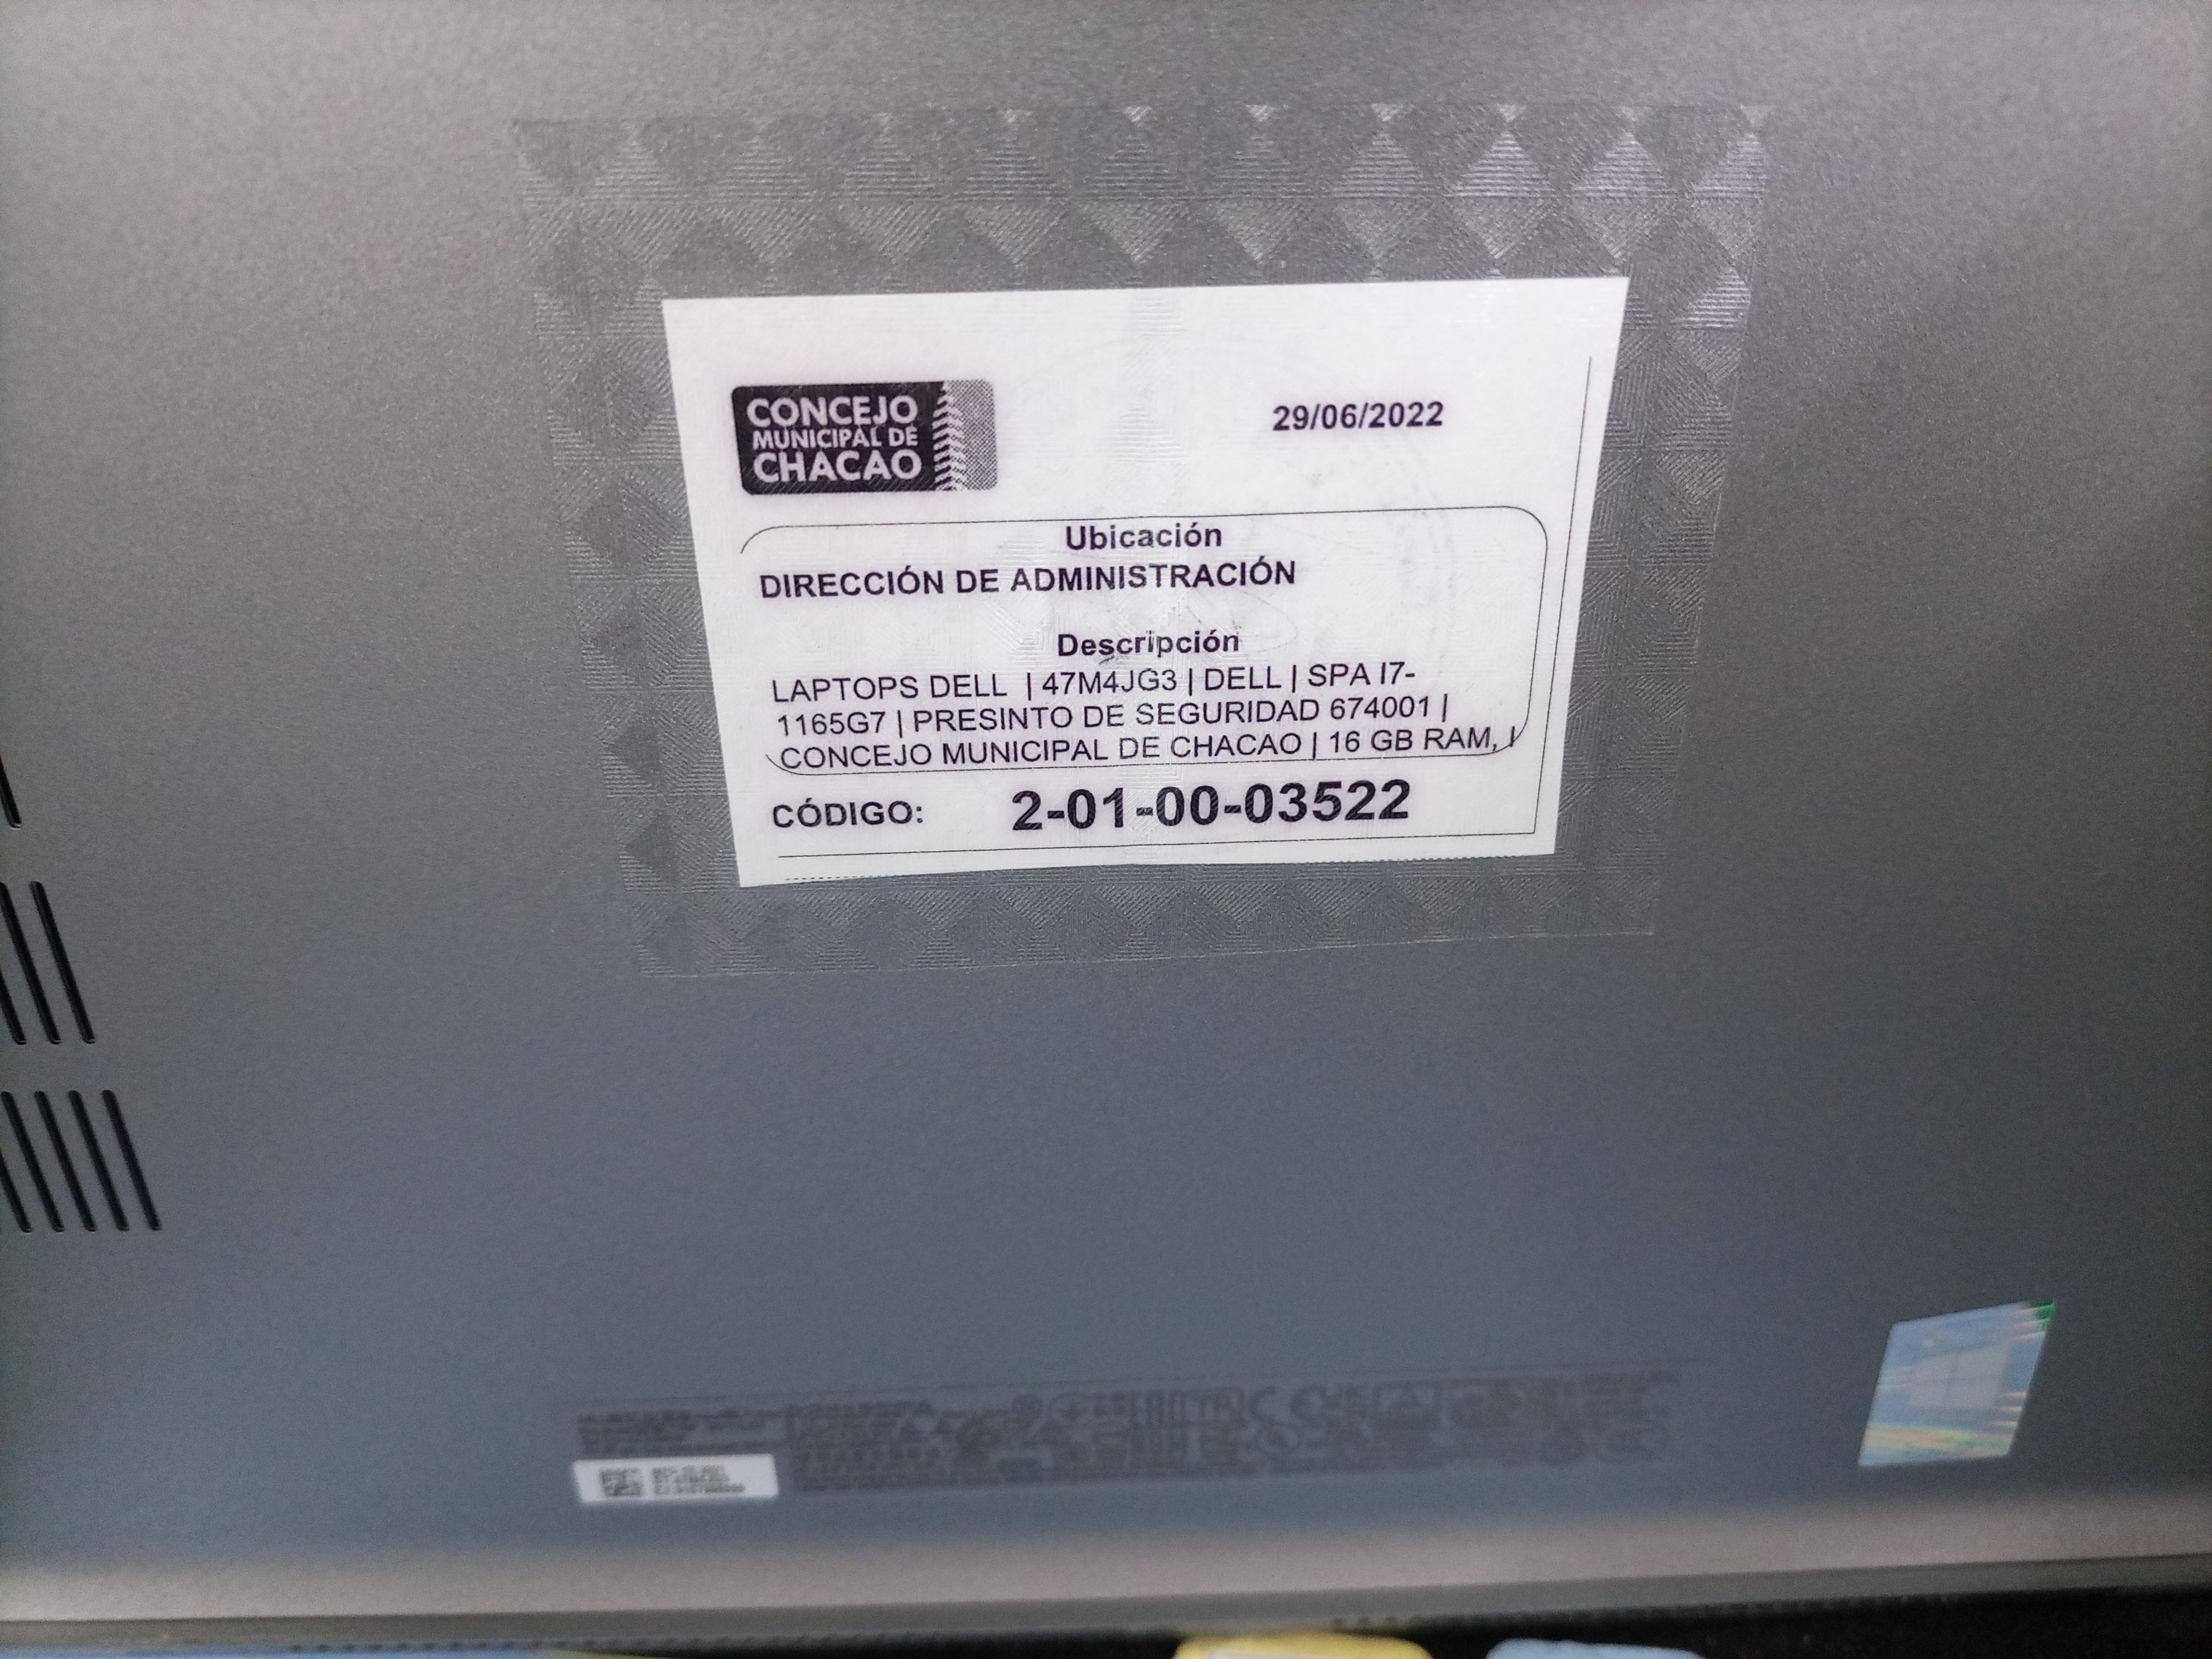 CONCEJO
MUNICIPAL DE
CHACAO
29/06/2022
Ubicación
DIRECCIÓN DE ADMINISTRACIÓN
Descripción
LAPTOPS DELL | 47M4JG3 | DELL | SPA I7-
1165G7 | PRESINTO DE SEGURIDAD 674001 |
CONCEJO MUNICIPAL DE CHACAO | 16 GB RAM, I
CÓDIGO: 2-01-00-03522